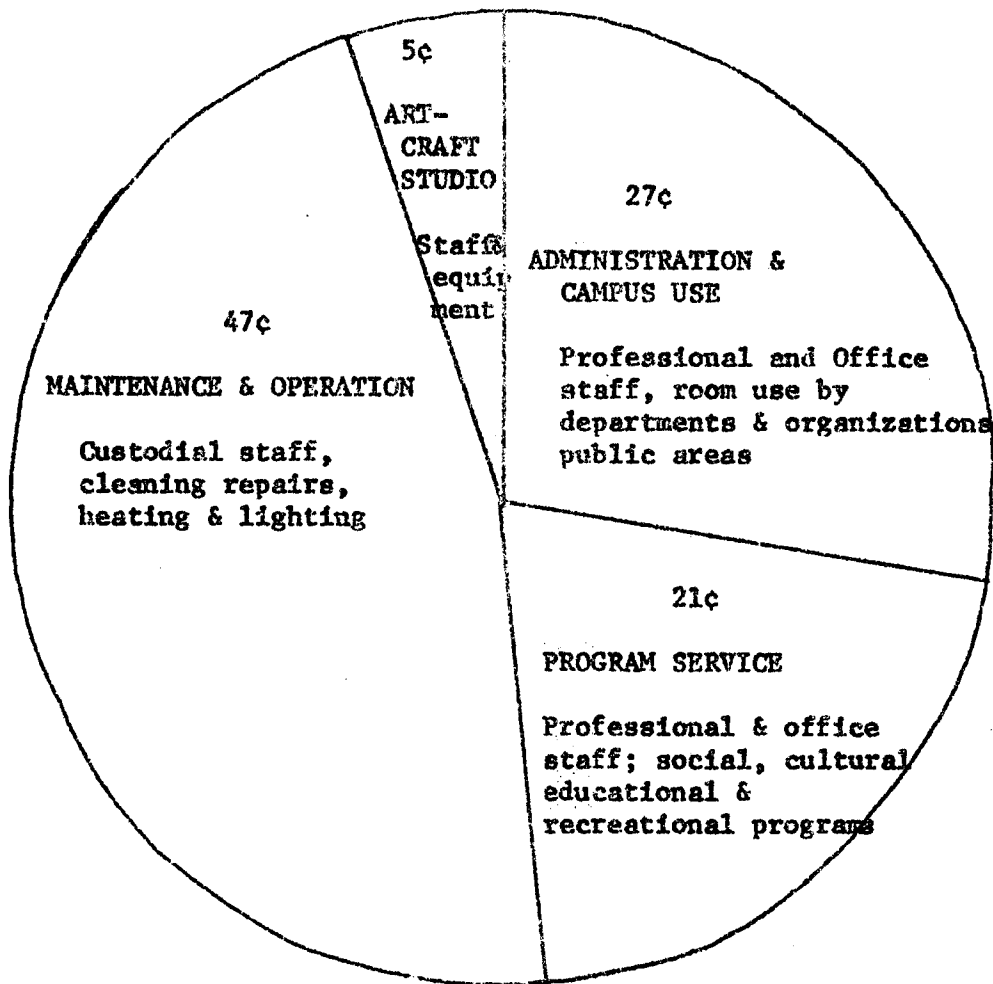 5¢
ART-
CRAFT
STUDIO
Staff&
equip
ment
27¢
ADMINISTRATION &
CAMPUS USE
Professional and Office
staff, room use by
departments & organizations
public areas
47¢
MAINTENANCE & OPERATION
Custodial staff,
cleaning repairs,
heating & lighting
21¢
PROGRAM SERVICE
Professional & office
staff; social, cultural
educational &
recreational programs